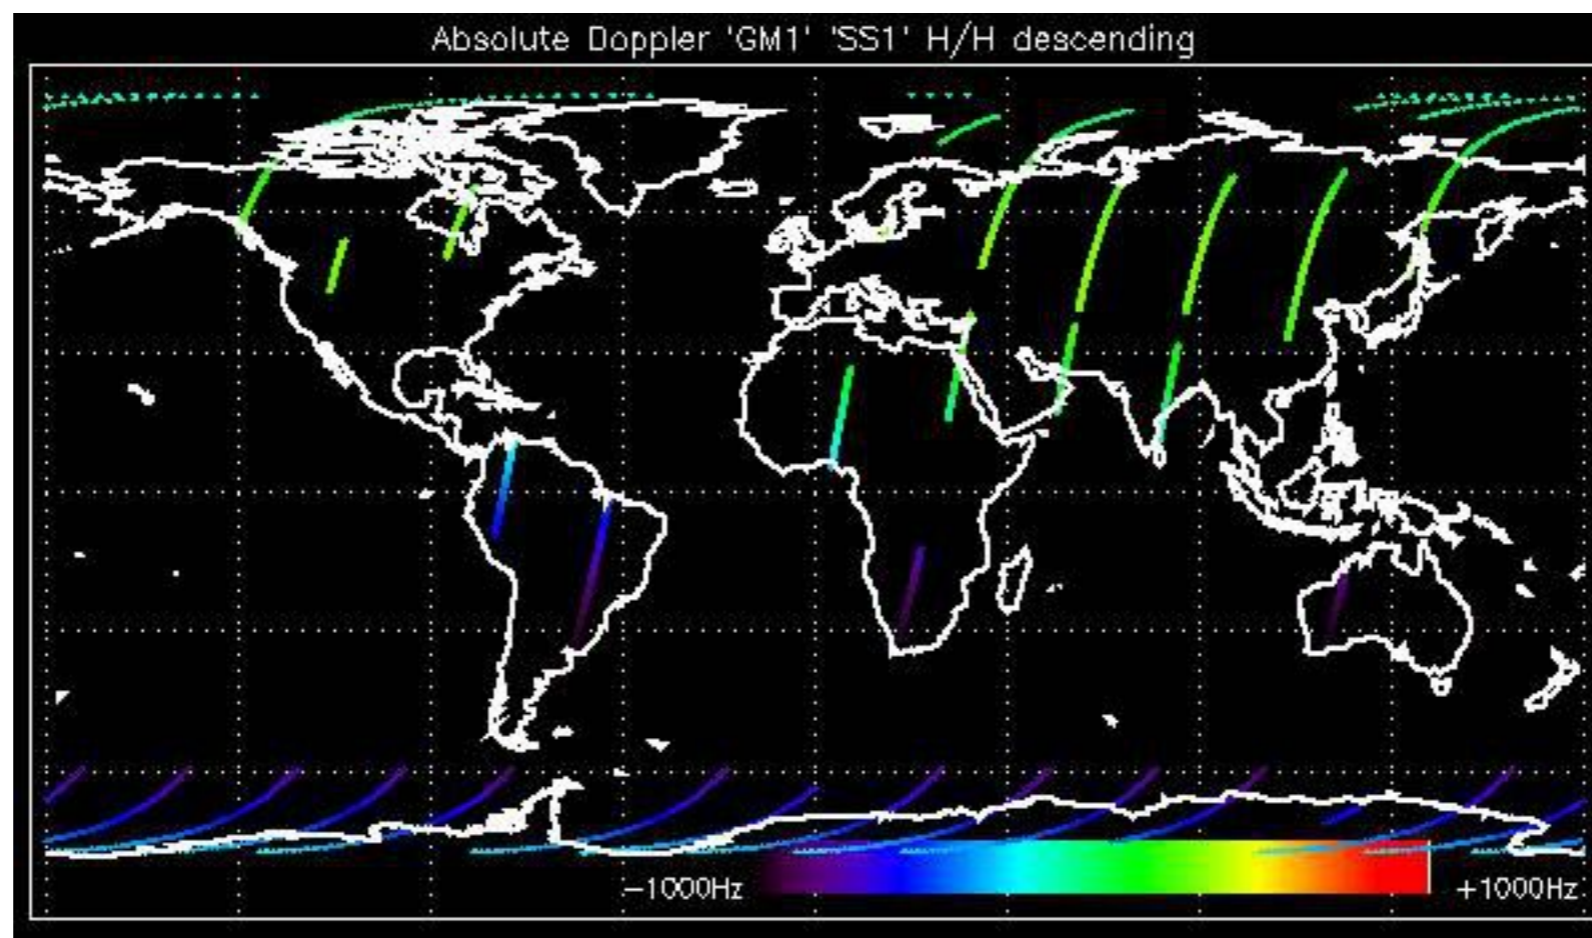 Absolute Doppler 'GM1' 'SS1' H/H descending
-1000Hz
+1000Hz